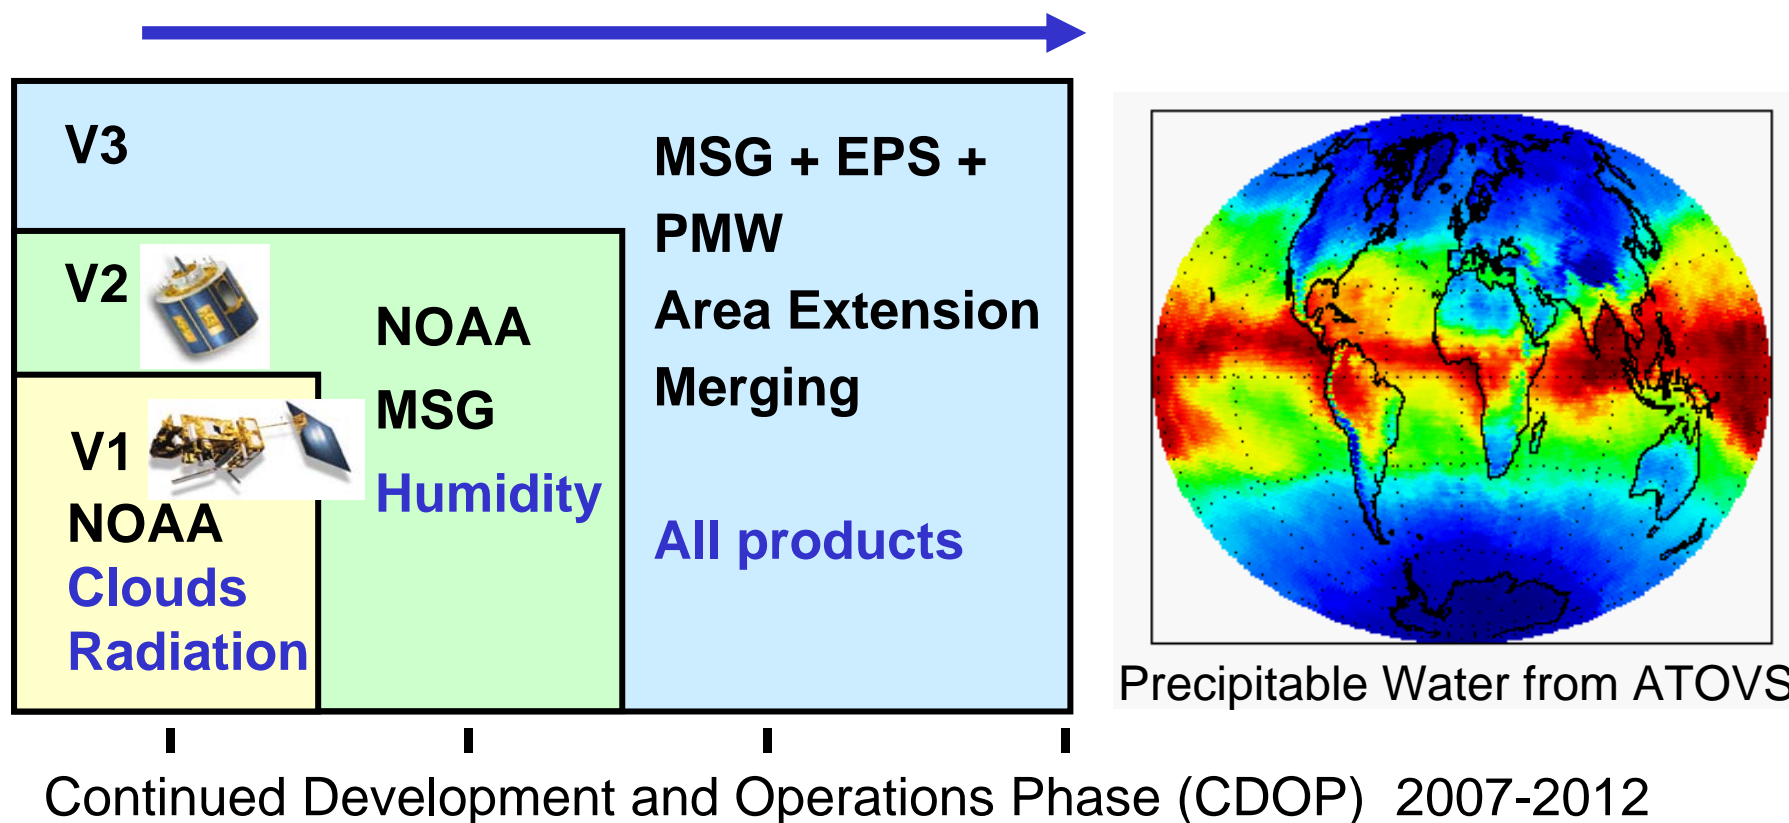 V3
MSG + EPS +
PMW
Area Extension
Merging
All products
V2
NOAA
MSG
Humidity
V1
NOAA
Clouds
Radiation
Precipitable Water from ATOVS
Continued Development and Operations Phase (CDOP) 2007-2012